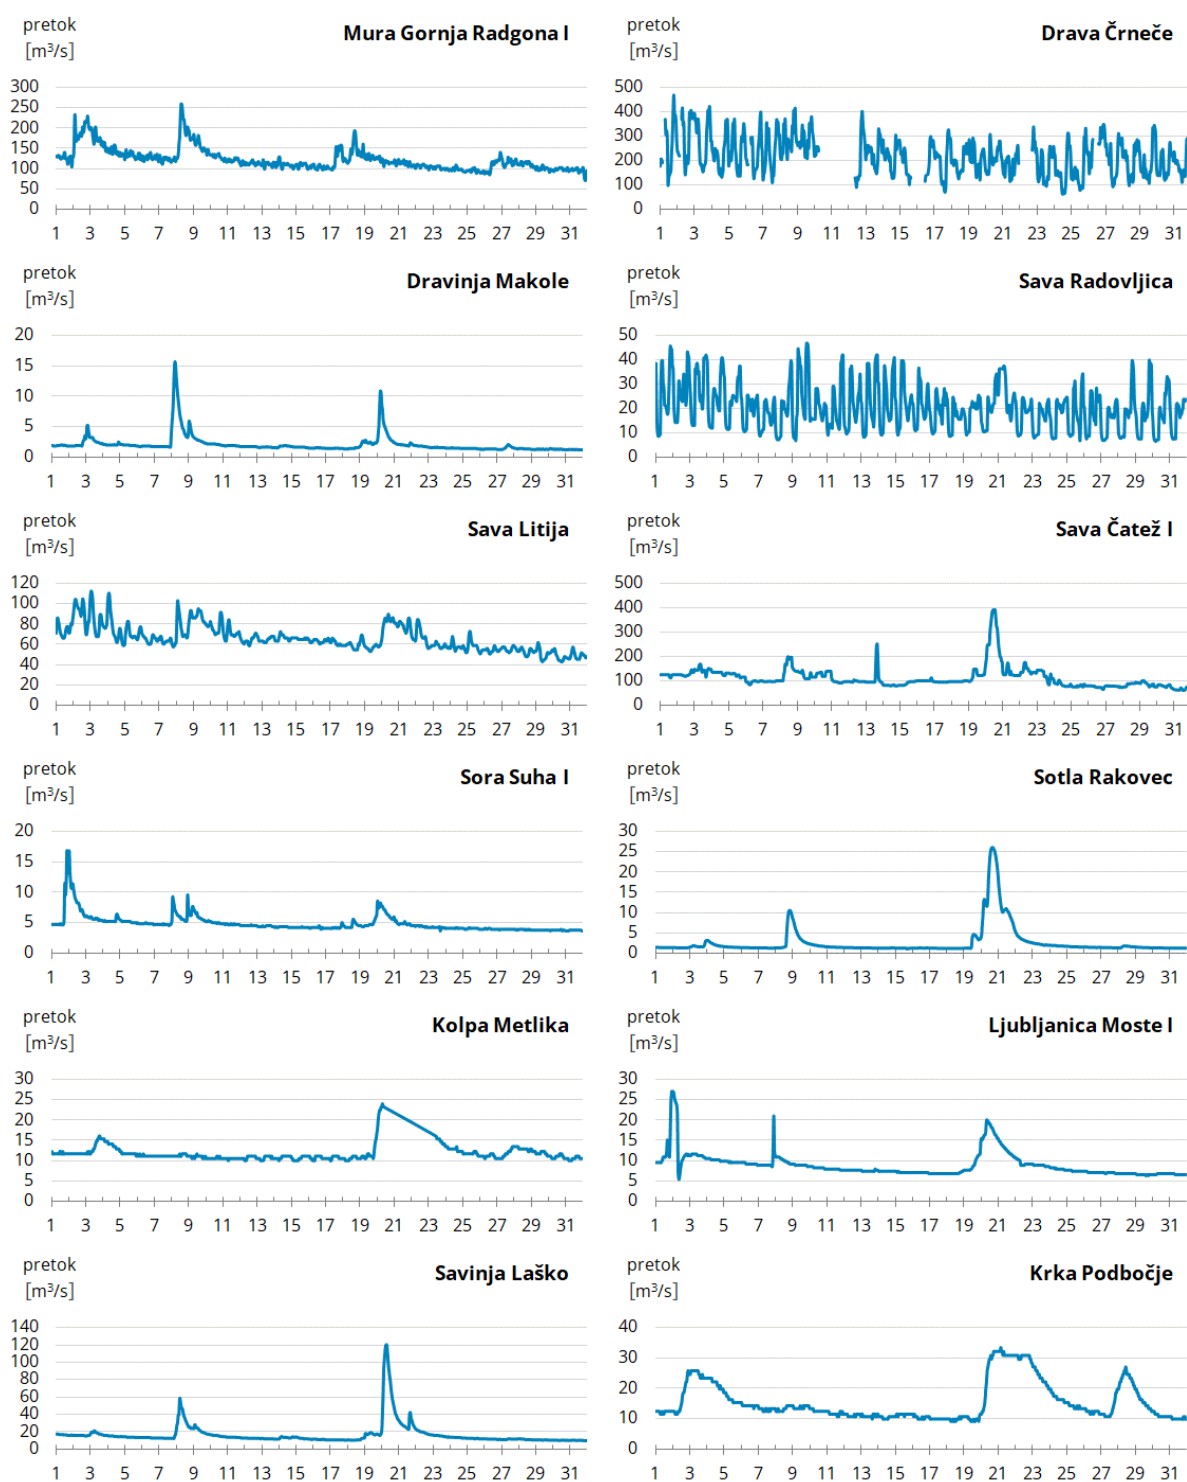 pretok
[m³/s]
Mura Gornja Radgona I
300
250
200
150
100
50
0
1 3 5 7 9 11 13 15 17 19 21 23 25 27 29 31
pretok
[m³/s]
Drava Črneče
500
400
300
200
100
0
1 3 5 7 9 11 13 15 17 19 21 23 25 27 29 31
pretok
[m³/s]
Dravinja Makole
20
15
10
5
0
1 3 5 7 9 11 13 15 17 19 21 23 25 27 29 31
pretok
[m³/s]
Sava Radovljica
50
40
30
20
10
0
1 3 5 7 9 11 13 15 17 19 21 23 25 27 29 31
pretok
[m³/s]
Sava Litija
120
100
80
60
40
20
0
1 3 5 7 9 11 13 15 17 19 21 23 25 27 29 31
pretok
[m³/s]
Sava Čatež I
500
400
300
200
100
0
1 3 5 7 9 11 13 15 17 19 21 23 25 27 29 31
pretok
[m³/s]
Sora Suha I
20
15
10
5
0
1 3 5 7 9 11 13 15 17 19 21 23 25 27 29 31
pretok
[m³/s]
Sotla Rakovec
30
25
20
15
10
5
0
1 3 5 7 9 11 13 15 17 19 21 23 25 27 29 31
pretok
[m³/s]
Kolpa Metlika
30
25
20
15
10
5
0
1 3 5 7 9 11 13 15 17 19 21 23 25 27 29 31
pretok
[m³/s]
Ljubljanica Moste I
30
25
20
15
10
5
0
1 3 5 7 9 11 13 15 17 19 21 23 25 27 29 31
pretok
[m³/s]
Savinja Laško
140
120
100
80
60
40
20
0
1 3 5 7 9 11 13 15 17 19 21 23 25 27 29 31
pretok
[m³/s]
Krka Podbočje
40
30
20
10
0
1 3 5 7 9 11 13 15 17 19 21 23 25 27 29 31